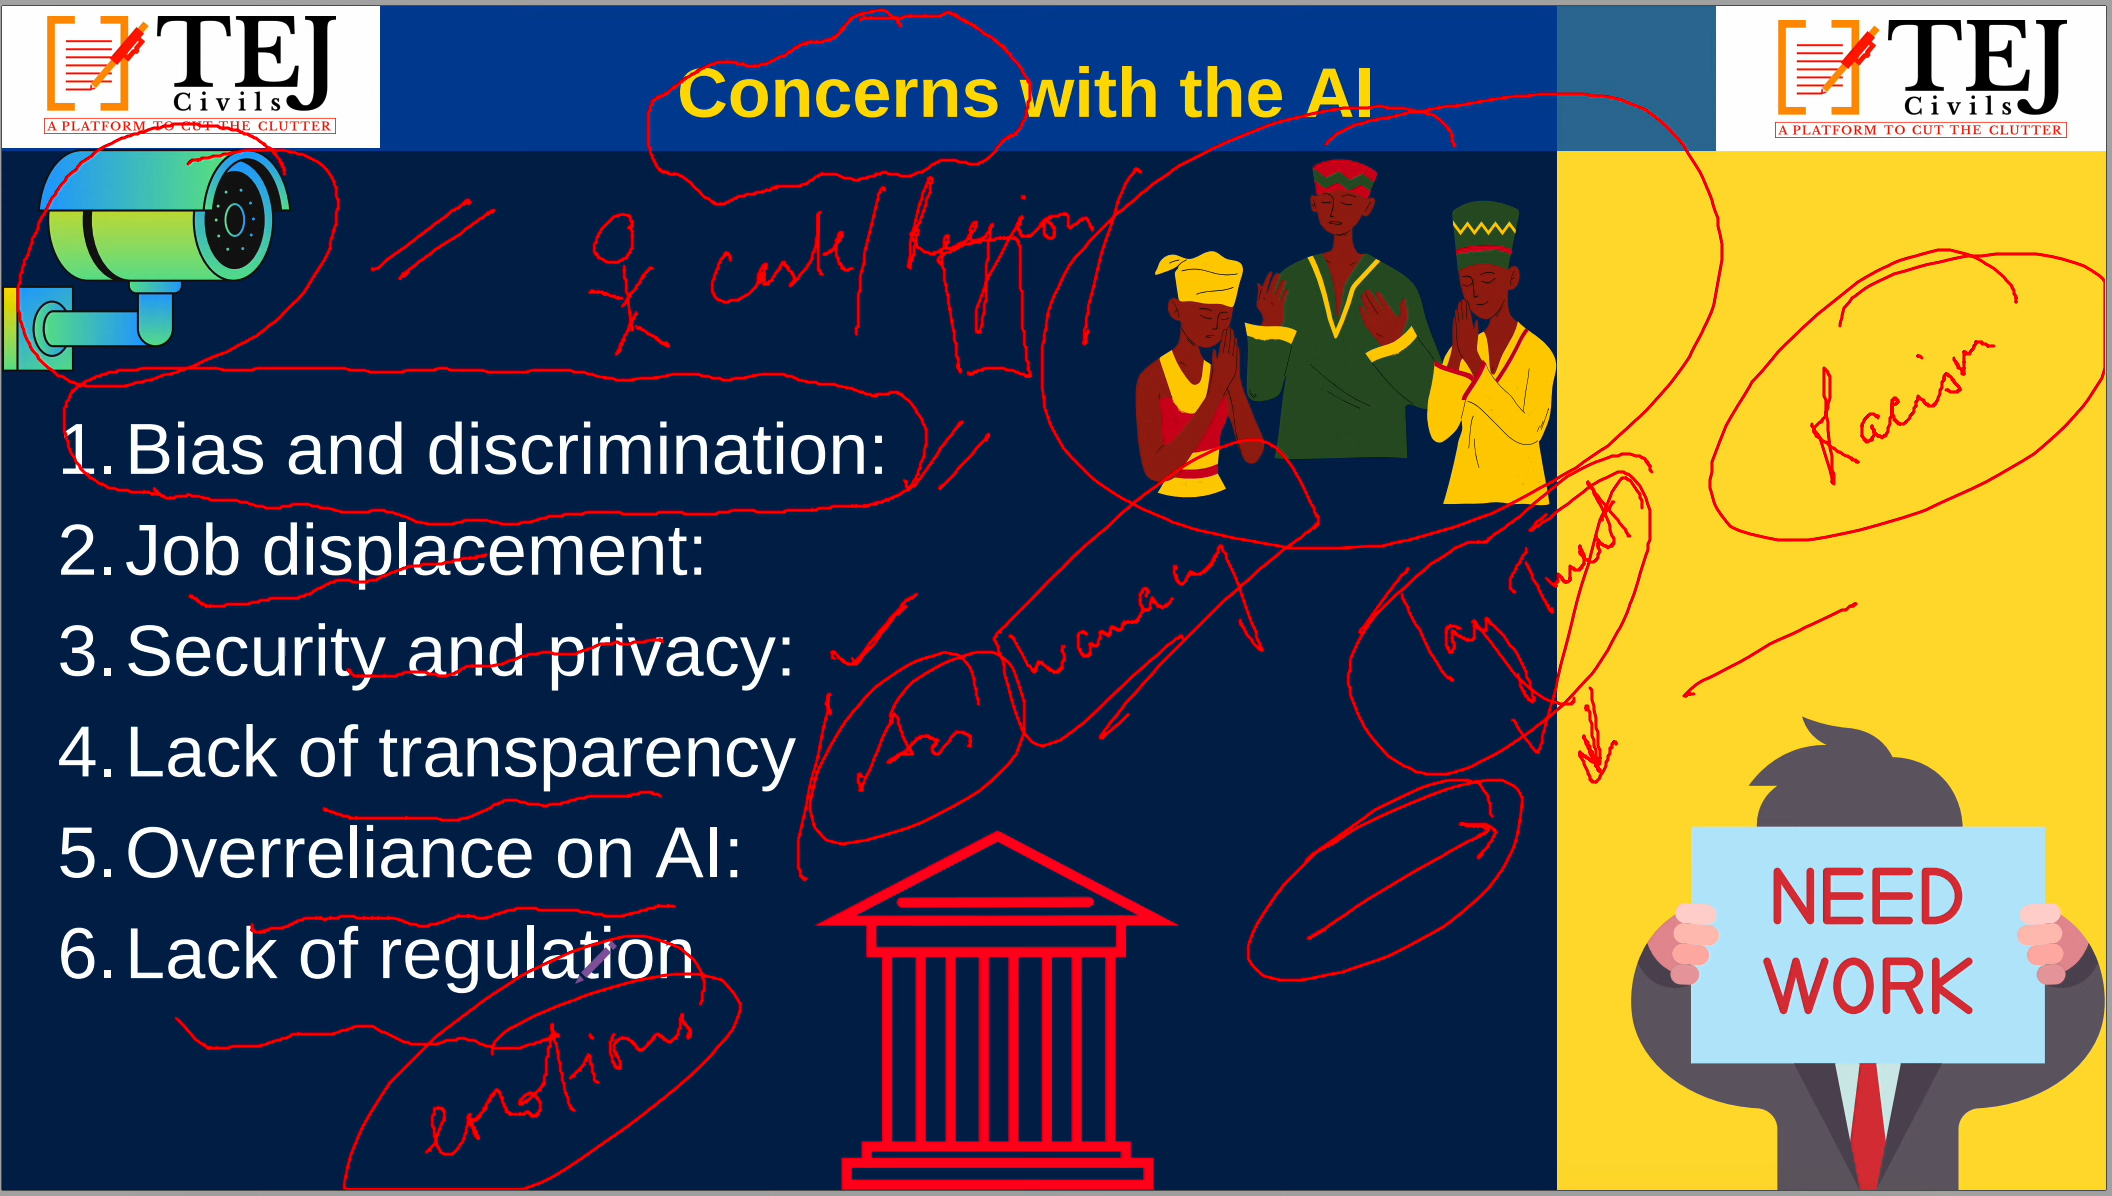 TEJ
Civils
A PLATFORM TO CUT THE CLUTTER
Concerns with the AI
TEJ
Civils
A PLATFORM TO CUT THE CLUTTER
caste/ Region
Racism
1. Bias and discrimination:
2. Job displacement:
3. Security and privacy:
4. Lack of transparency
5. Overreliance on AI:
6. Lack of regulation
emotions
NEED
WORK